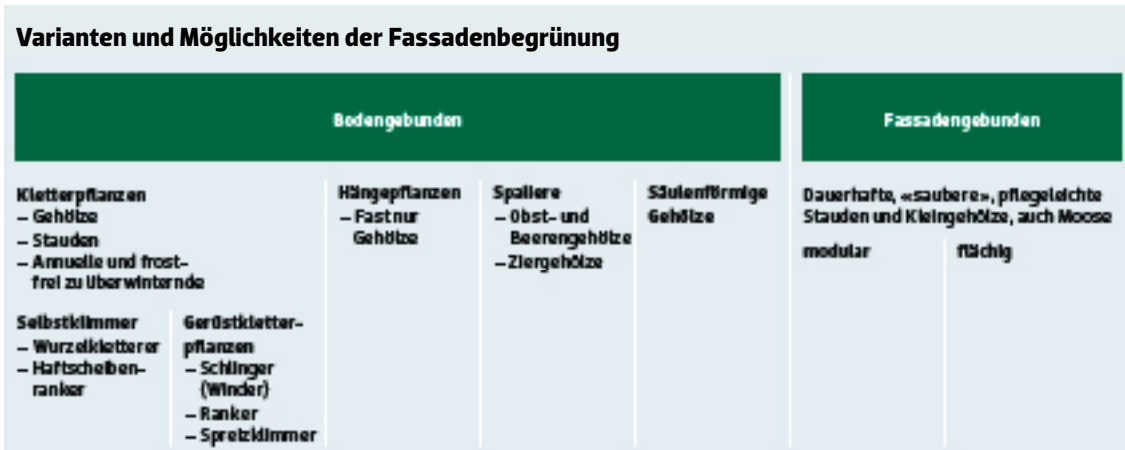 Varianten und Möglichkeiten der Fassadenbegrünung
Bodengebunden
Fassadengebunden
Kletterpflanzen
– Gehölze
– Stauden
– Annuelle und frost–
frei zu überwinternde
Selbstklimmer
– Wurzelkletterer
– Haftscheiben–
ranker
Gerüstkletter–
pflanzen
– Schlinger
(Winder)
– Ranker
– Spreizklimmer
Hängepflanzen
– Fast nur
Gehölze
Spaliere
– Obst– und
Beerengehölze
– Ziergehölze
Säulenförmige
Gehölze
Dauerhafte, «saubere», pflegeleichte
Stauden und Kleingehölze, auch Moose
modular
flächig